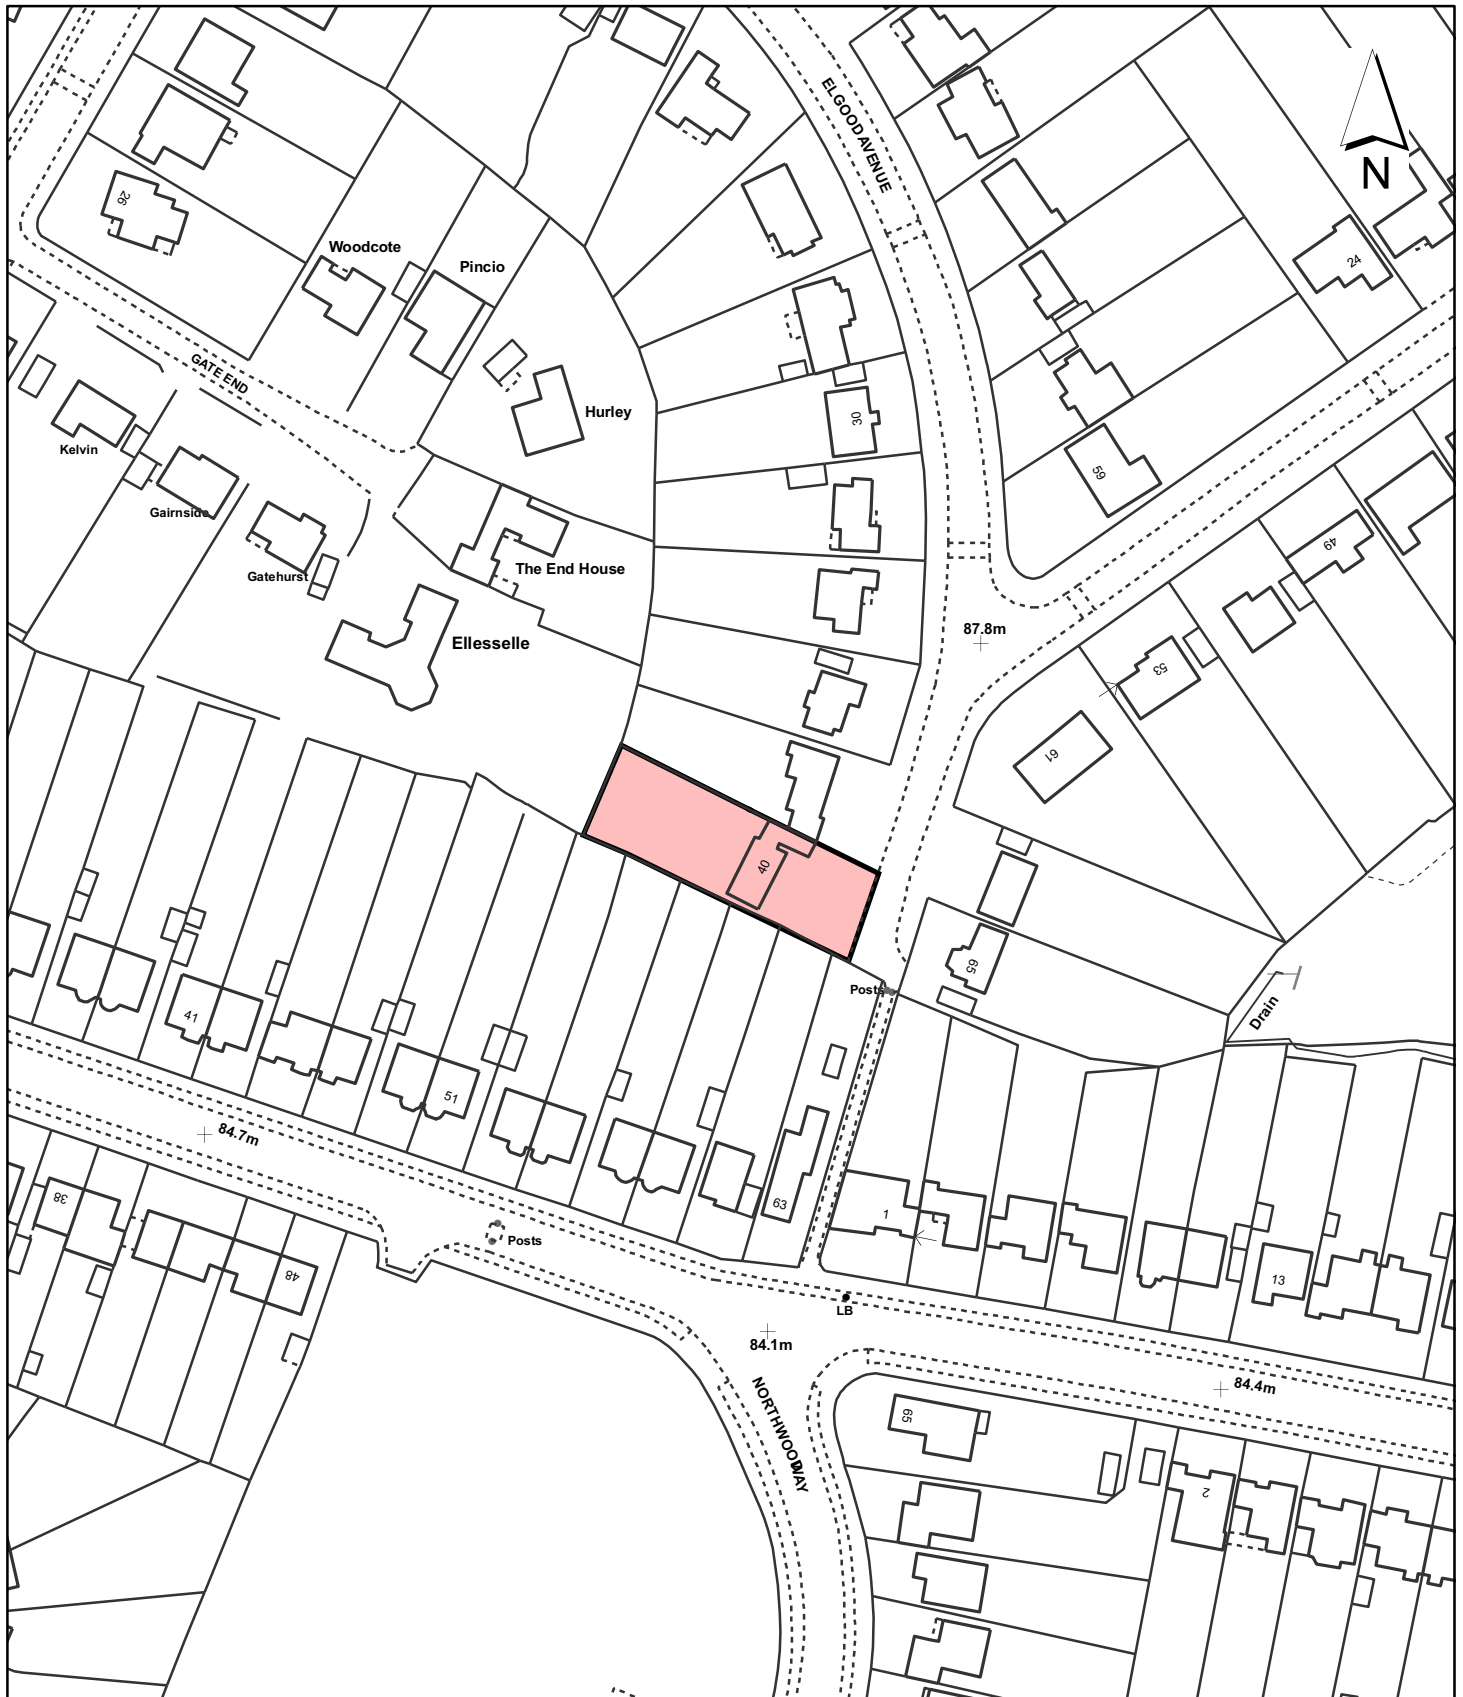 ELGOOD AVENUE
N
26
Woodcote
Pincio
24
GATE END
Hurley
30
Kelvin
59
Gairnside
49
Gatehurst
The End House
87.8m
Ellesselle
53
61
40
65
Posts
Drain
41
51
84.7m
63
1
38
Posts
48
13
LB
84.1m
84.4m
NORTHWOOD WAY
65
2